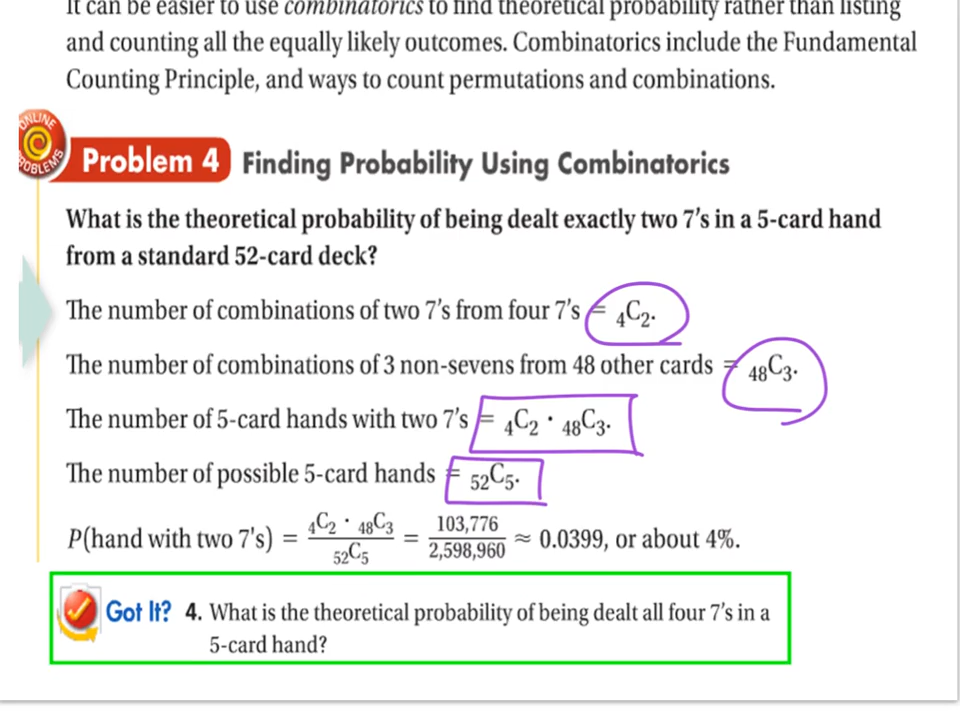 It can be easier to use combinatorics to find theoretical probability rather than listing
and counting all the equally likely outcomes. Combinatorics include the Fundamental
Counting Principle, and ways to count permutations and combinations.
ONLINE
PROBLEMS
Problem 4 Finding Probability Using Combinatorics
What is the theoretical probability of being dealt exactly two 7's in a 5-card hand
from a standard 52-card deck?
The number of combinations of two 7's from four 7's = ₄C₂.
The number of combinations of 3 non-sevens from 48 other cards = ₄₈C₃.
The number of 5-card hands with two 7's = ₄C₂ · ₄₈C₃.
The number of possible 5-card hands = ₅₂C₅.
P(hand with two 7's) = ₄C₂ · ₄₈C₃ / ₅₂C₅ = 103,776 / 2,598,960 ≈ 0.0399, or about 4%.
Got It? 4. What is the theoretical probability of being dealt all four 7's in a
5-card hand?